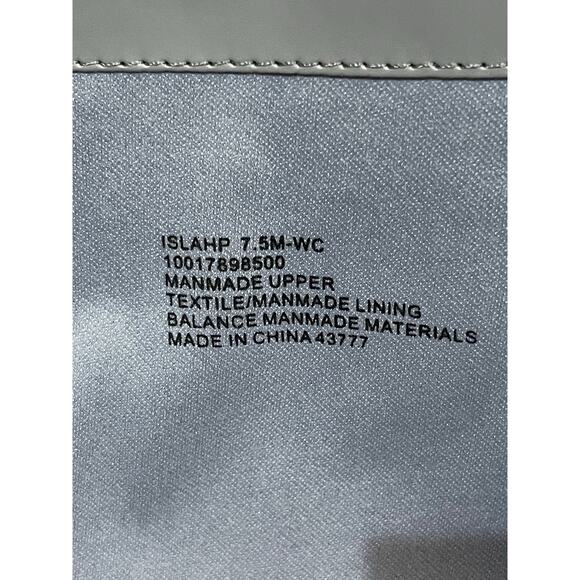 ISLAHP 7.5M-WC
10017898500
MANMADE UPPER
TEXTILE/MANMADE LINING
BALANCE MANMADE MATERIALS
MADE IN CHINA 43777